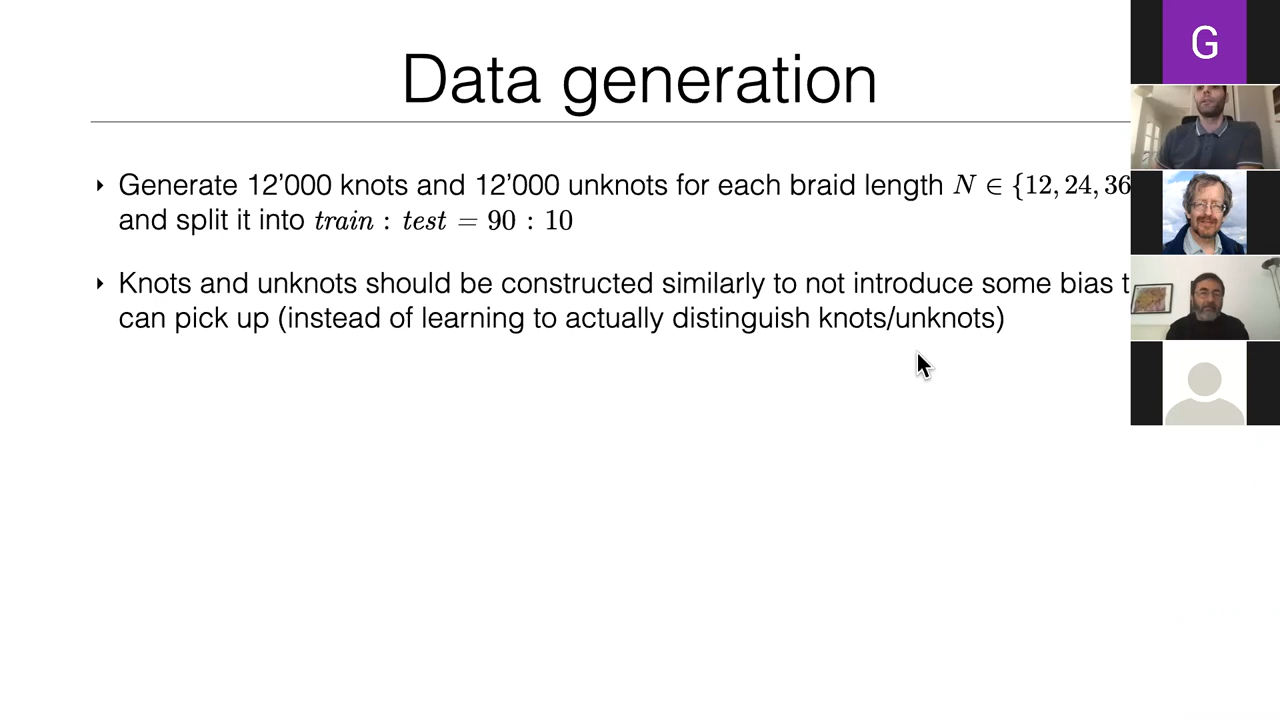 Data generation
G
‣ Generate 12’000 knots and 12’000 unknots for each braid length N ∈ {12, 24, 36
and split it into train : test = 90 : 10
‣ Knots and unknots should be constructed similarly to not introduce some bias
can pick up (instead of learning to actually distinguish knots/unknots)